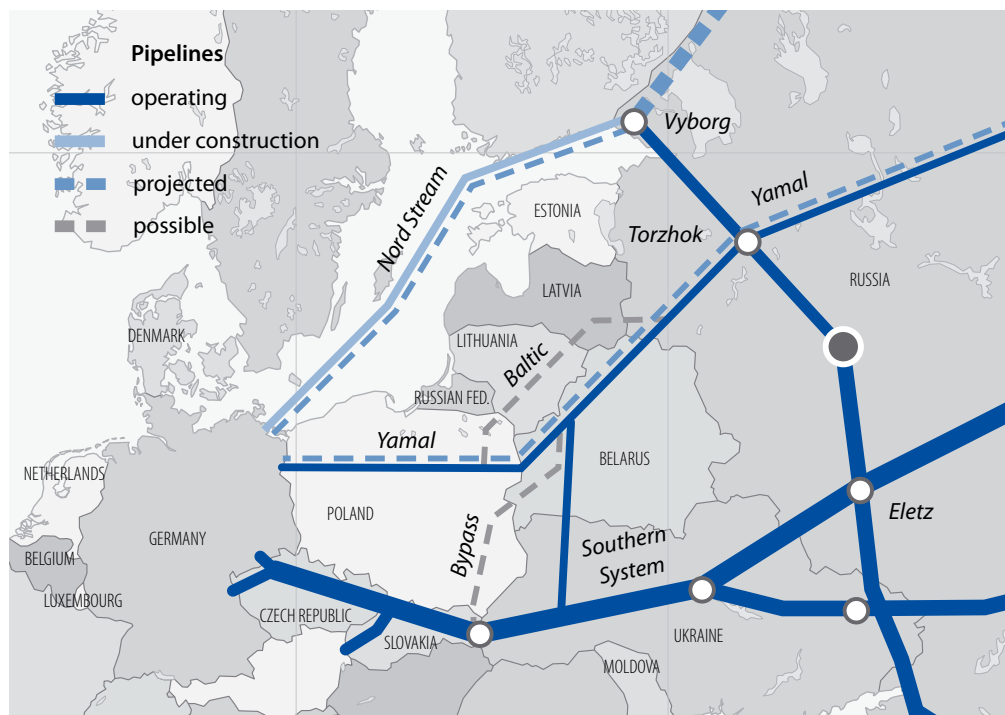 Pipelines
operating
under construction
projected
possible
Vyborg
Yamal
Nord Stream
ESTONIA
Torzhok
RUSSIA
LATVIA
DENMARK
LITHUANIA
Baltic
RUSSIAN FED.
Yamal
BELARUS
NETHERLANDS
POLAND
Eletz
GERMANY
Bypass
Southern
System
BELGIUM
LUXEMBOURG
CZECH REPUBLIC
SLOVAKIA
UKRAINE
MOLDOVA